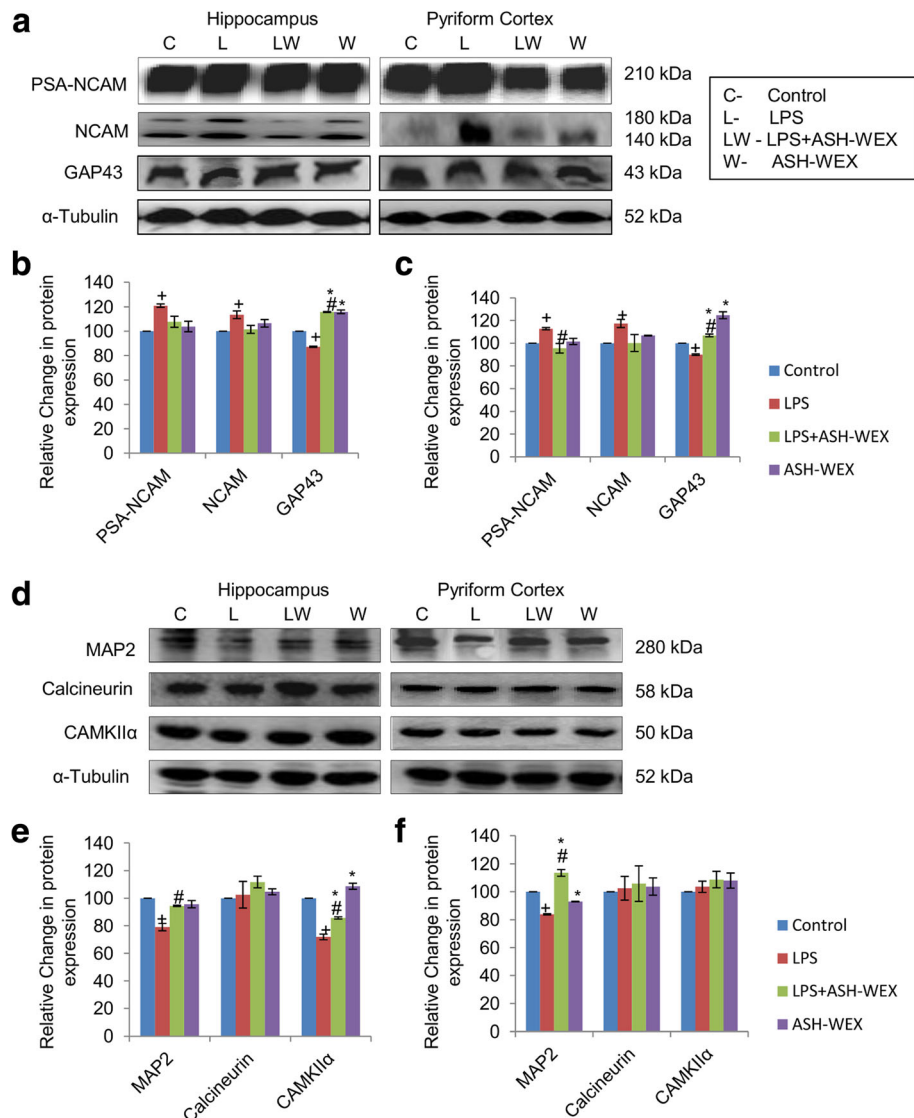 a
Hippocampus
Pyriform Cortex
C L LW W
C L LW W
PSA-NCAM
210 kDa
NCAM
180 kDa
140 kDa
GAP43
43 kDa
α-Tubulin
52 kDa
C- Control
L- LPS
LW - LPS+ASH-WEX
W- ASH-WEX
b
Relative Change in protein
expression
140
120
100
80
60
40
20
0
+
+
+
*
#
*
PSA-NCAM
NCAM
GAP43
c
Relative Change in protein
expression
140
120
100
80
60
40
20
0
+
#
+
+
*
#
*
PSA-NCAM
NCAM
GAP43
Control
LPS
LPS+ASH-WEX
ASH-WEX
d
Hippocampus
Pyriform Cortex
C L LW W
C L LW W
MAP2
280 kDa
Calcineurin
58 kDa
CAMKIIα
50 kDa
α-Tubulin
52 kDa
e
Relative Change in protein
expression
140
120
100
80
60
40
20
0
+
#
+
*
#
*
MAP2
Calcineurin
CAMKIIα
f
Relative Change in protein
expression
140
120
100
80
60
40
20
0
+
*
#
*
MAP2
Calcineurin
CAMKIIα
Control
LPS
LPS+ASH-WEX
ASH-WEX